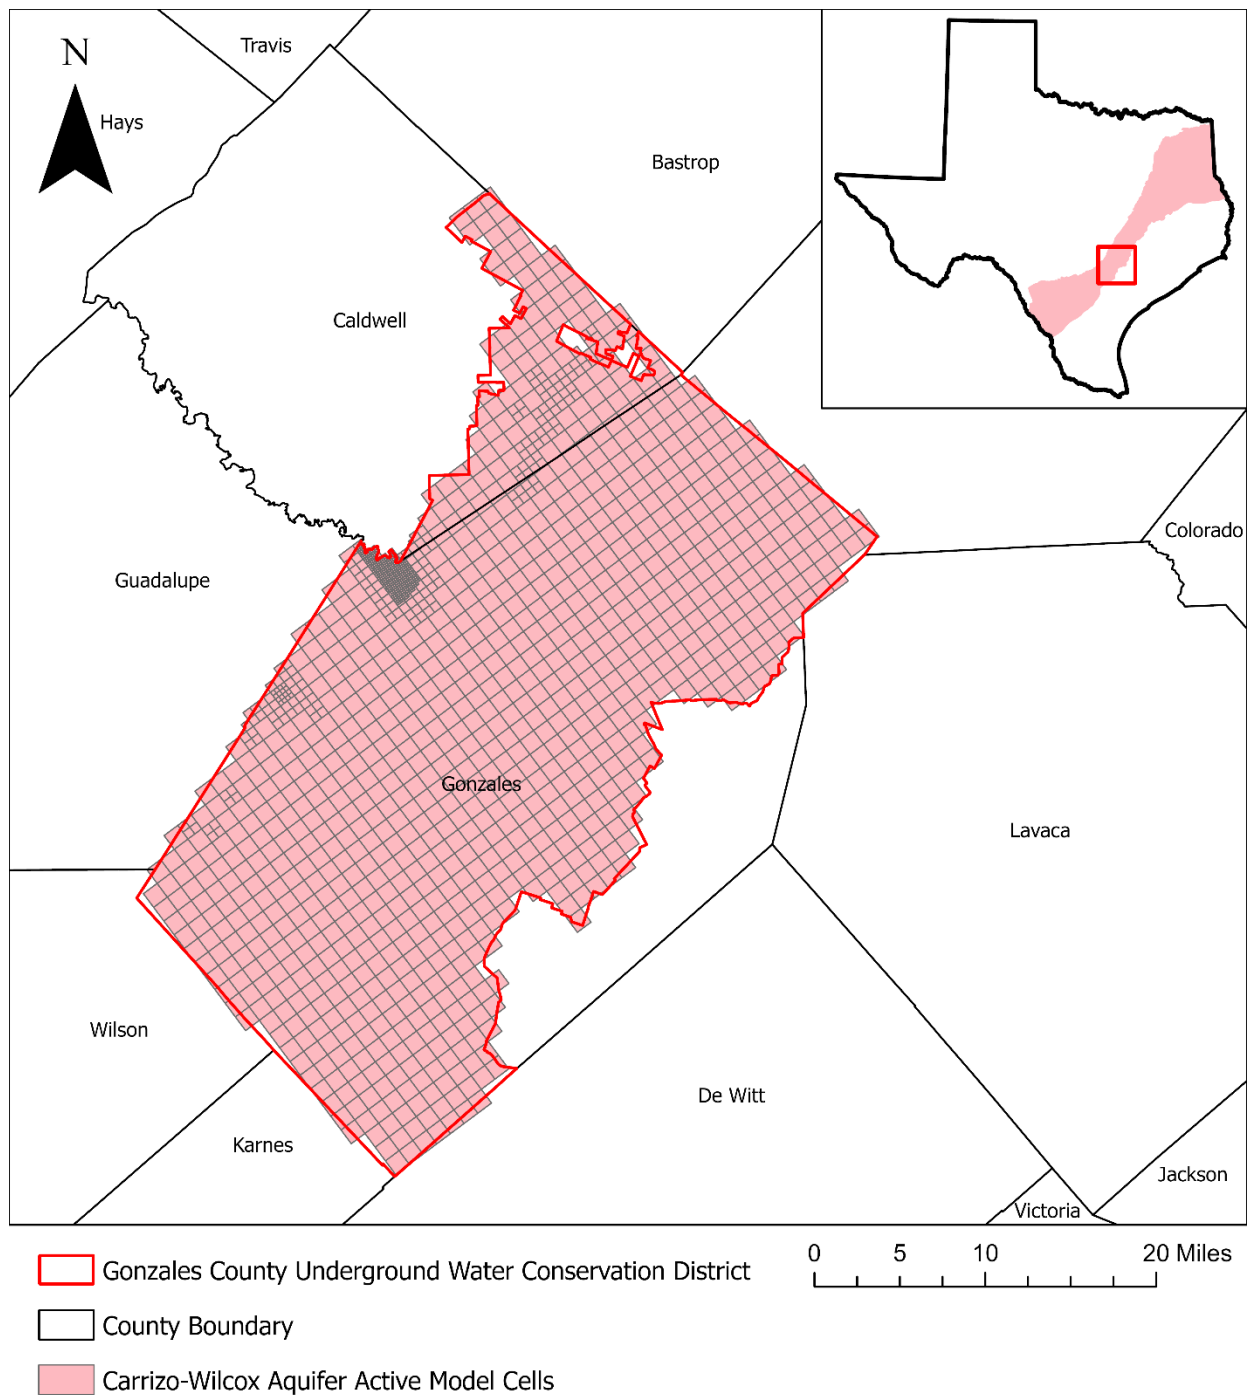 Travis
N
Hays
Bastrop
Caldwell
Colorado
Guadalupe
Gonzales
Lavaca
Wilson
De Witt
Karnes
Jackson
Victoria
0 5 10 20 Miles
Gonzales County Underground Water Conservation District
County Boundary
Carrizo-Wilcox Aquifer Active Model Cells